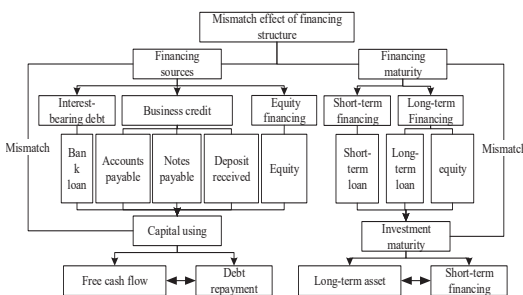 Mismatch effect of financing
structure
Financing
sources
Financing
maturity
Interest-
bearing debt
Business credit
Equity
financing
Short-term
financing
Long-term
Financing
Mismatch
Ban
k
loan
Accounts
payable
Notes
payable
Deposit
received
Equity
Short-
term
loan
Long-
term
loan
equity
Mismatch
Capital using
Investment
maturity
Free cash flow
Debt
repayment
Long-term asset
Short-term
financing